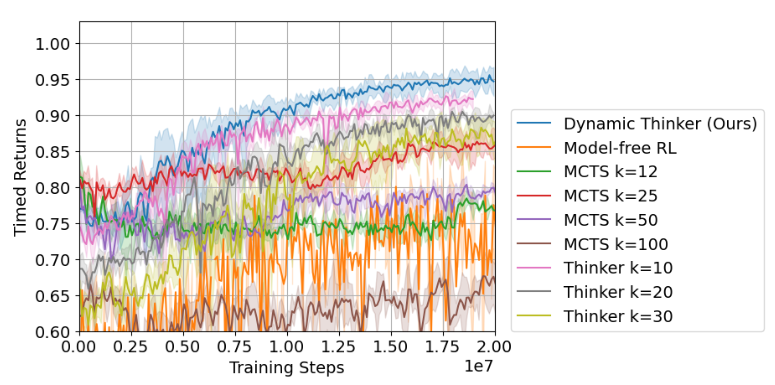 1.00
0.95
0.90
0.85
0.80
0.75
0.70
0.65
0.60
Timed Returns
0.00 0.25 0.50 0.75 1.00 1.25 1.50 1.75 2.00
Training Steps
1e7
Dynamic Thinker (Ours)
Model-free RL
MCTS k=12
MCTS k=25
MCTS k=50
MCTS k=100
Thinker k=10
Thinker k=20
Thinker k=30